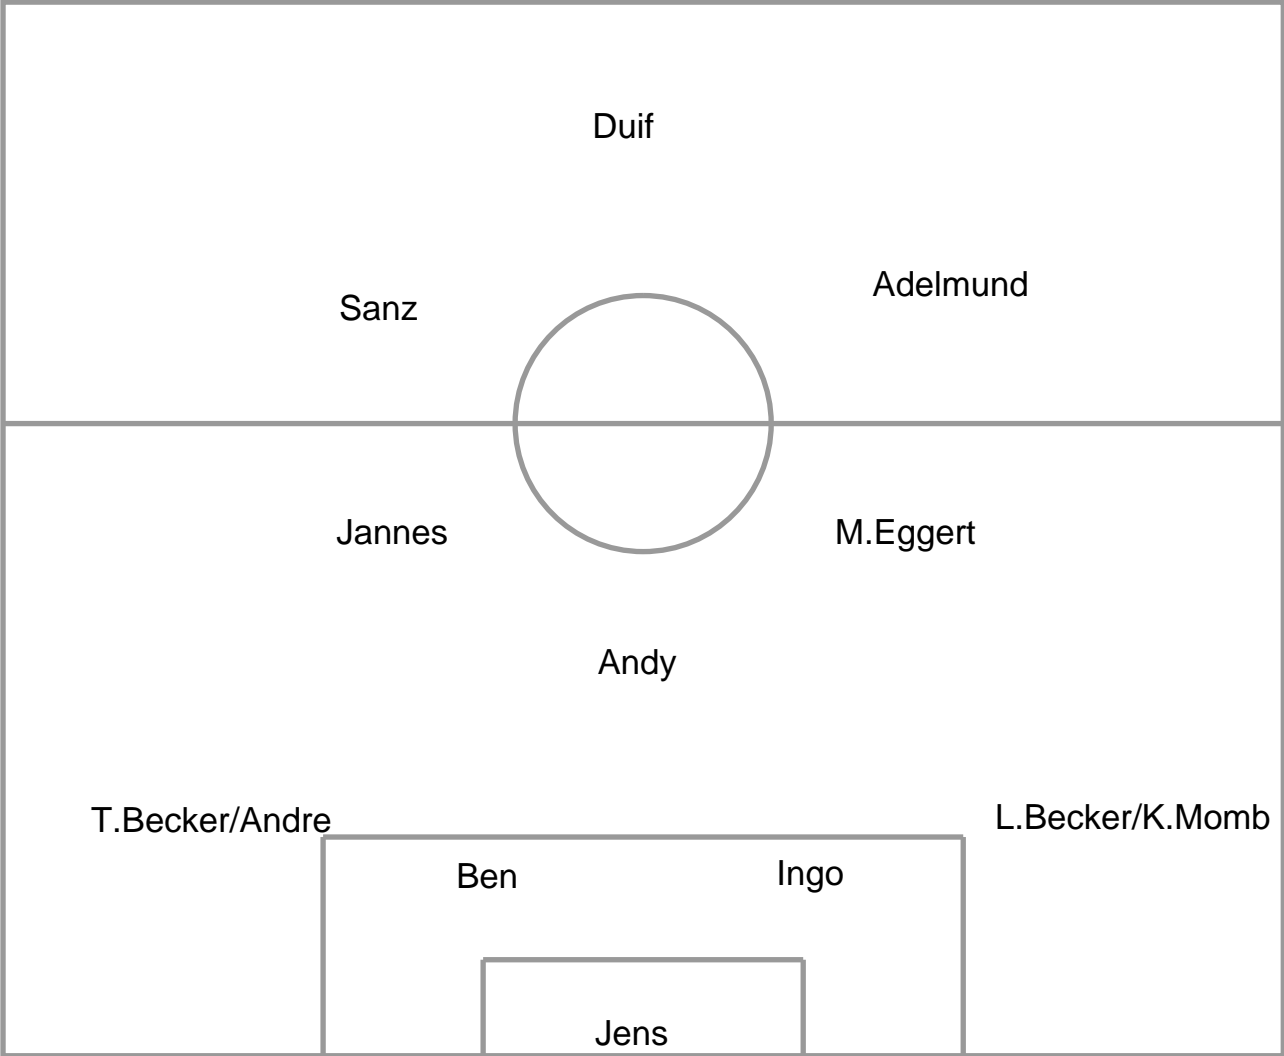 Duif
Adelmund
Sanz
Jannes
M.Eggert
Andy
T.Becker/Andre
L.Becker/K.Momb
Ben
Ingo
Jens